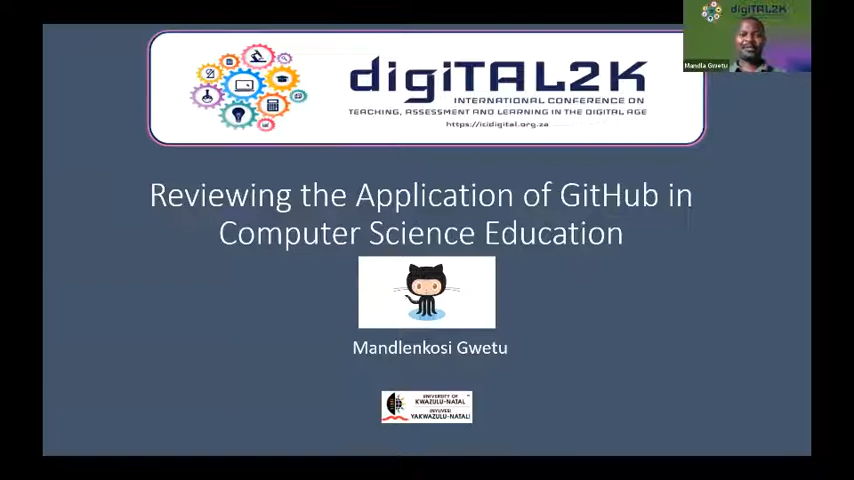 digiTAL2K
INTERNATIONAL CONFERENCE ON
TEACHING, ASSESSMENT AND LEARNING IN THE DIGITAL AGE
https://icidigital.org.za
digiTAL2K
Mandla Gwetu
Reviewing the Application of GitHub in
Computer Science Education
Mandlenkosi Gwetu
UNIVERSITY OF
KWAZULU-NATAL
INYUVESI
YAKWAZULU-NATALI